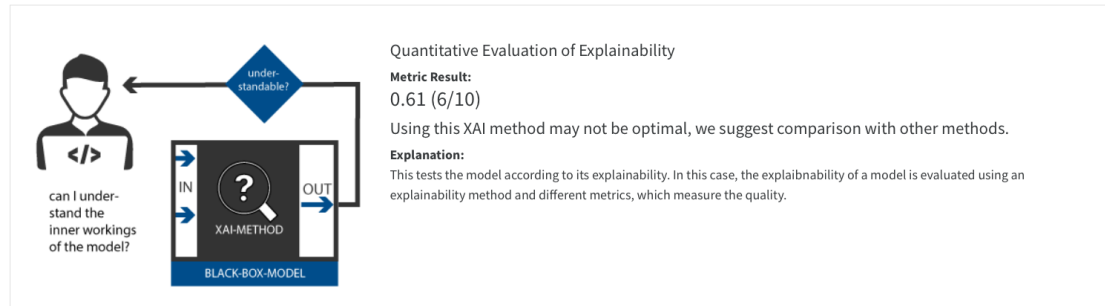 under-
standable?
</>
can I under-
stand the
inner workings
of the model?
IN
?
OUT
XAI-METHOD
BLACK-BOX-MODEL
Quantitative Evaluation of Explainability
Metric Result:
0.61 (6/10)
Using this XAI method may not be optimal, we suggest comparison with other methods.
Explanation:
This tests the model according to its explainability. In this case, the explaibnability of a model is evaluated using an
explainability method and different metrics, which measure the quality.